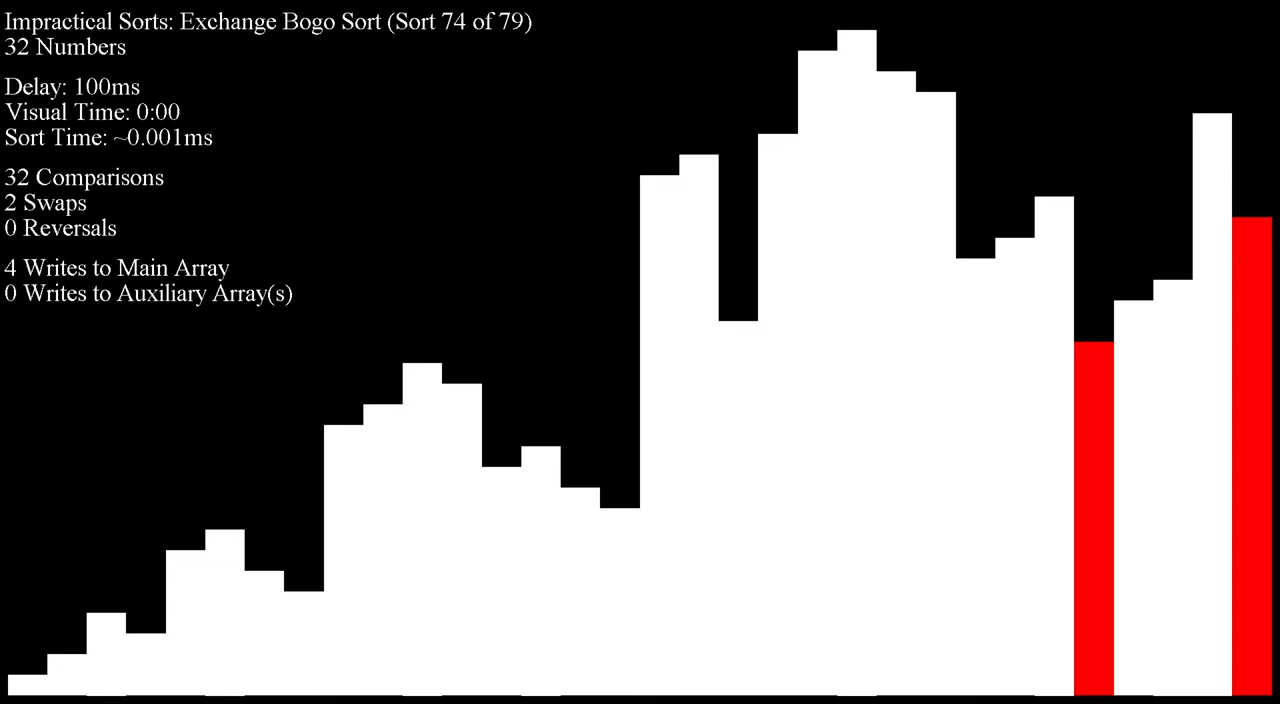 Impractical Sorts: Exchange Bogo Sort (Sort 74 of 79)
32 Numbers
Delay: 100ms
Visual Time: 0:00
Sort Time: ~0.001ms
32 Comparisons
2 Swaps
0 Reversals
4 Writes to Main Array
0 Writes to Auxiliary Array(s)